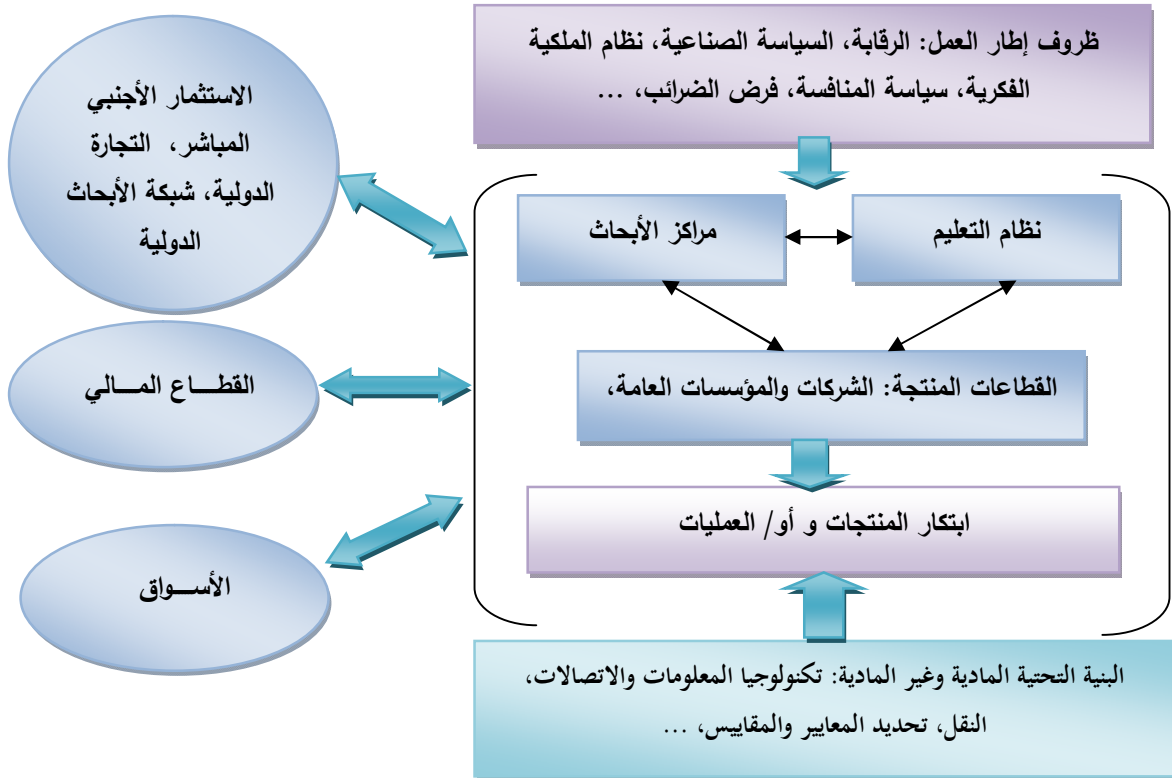 ظروف إطار العمل: الرقابة، السياسة الصناعية، نظام الملكية
الفكرية، سياسة المنافسة، فرض الضرائب، ...
الاستثمار الأجنبي
المباشر، التجارة
الدولية، شبكة الأبحاث
الدولية
نظام التعليم
مراكز الأبحاث
القطاعات المنتجة: الشركات والمؤسسات العامة،
القطـــاع المـــالي
ابتكار المنتجات و أو/ العمليات
الأســـواق
البنية التحتية المادية وغير المادية: تكنولوجيا المعلومات والاتصالات،
النقل، تحديد المعايير والمقاييس، ...